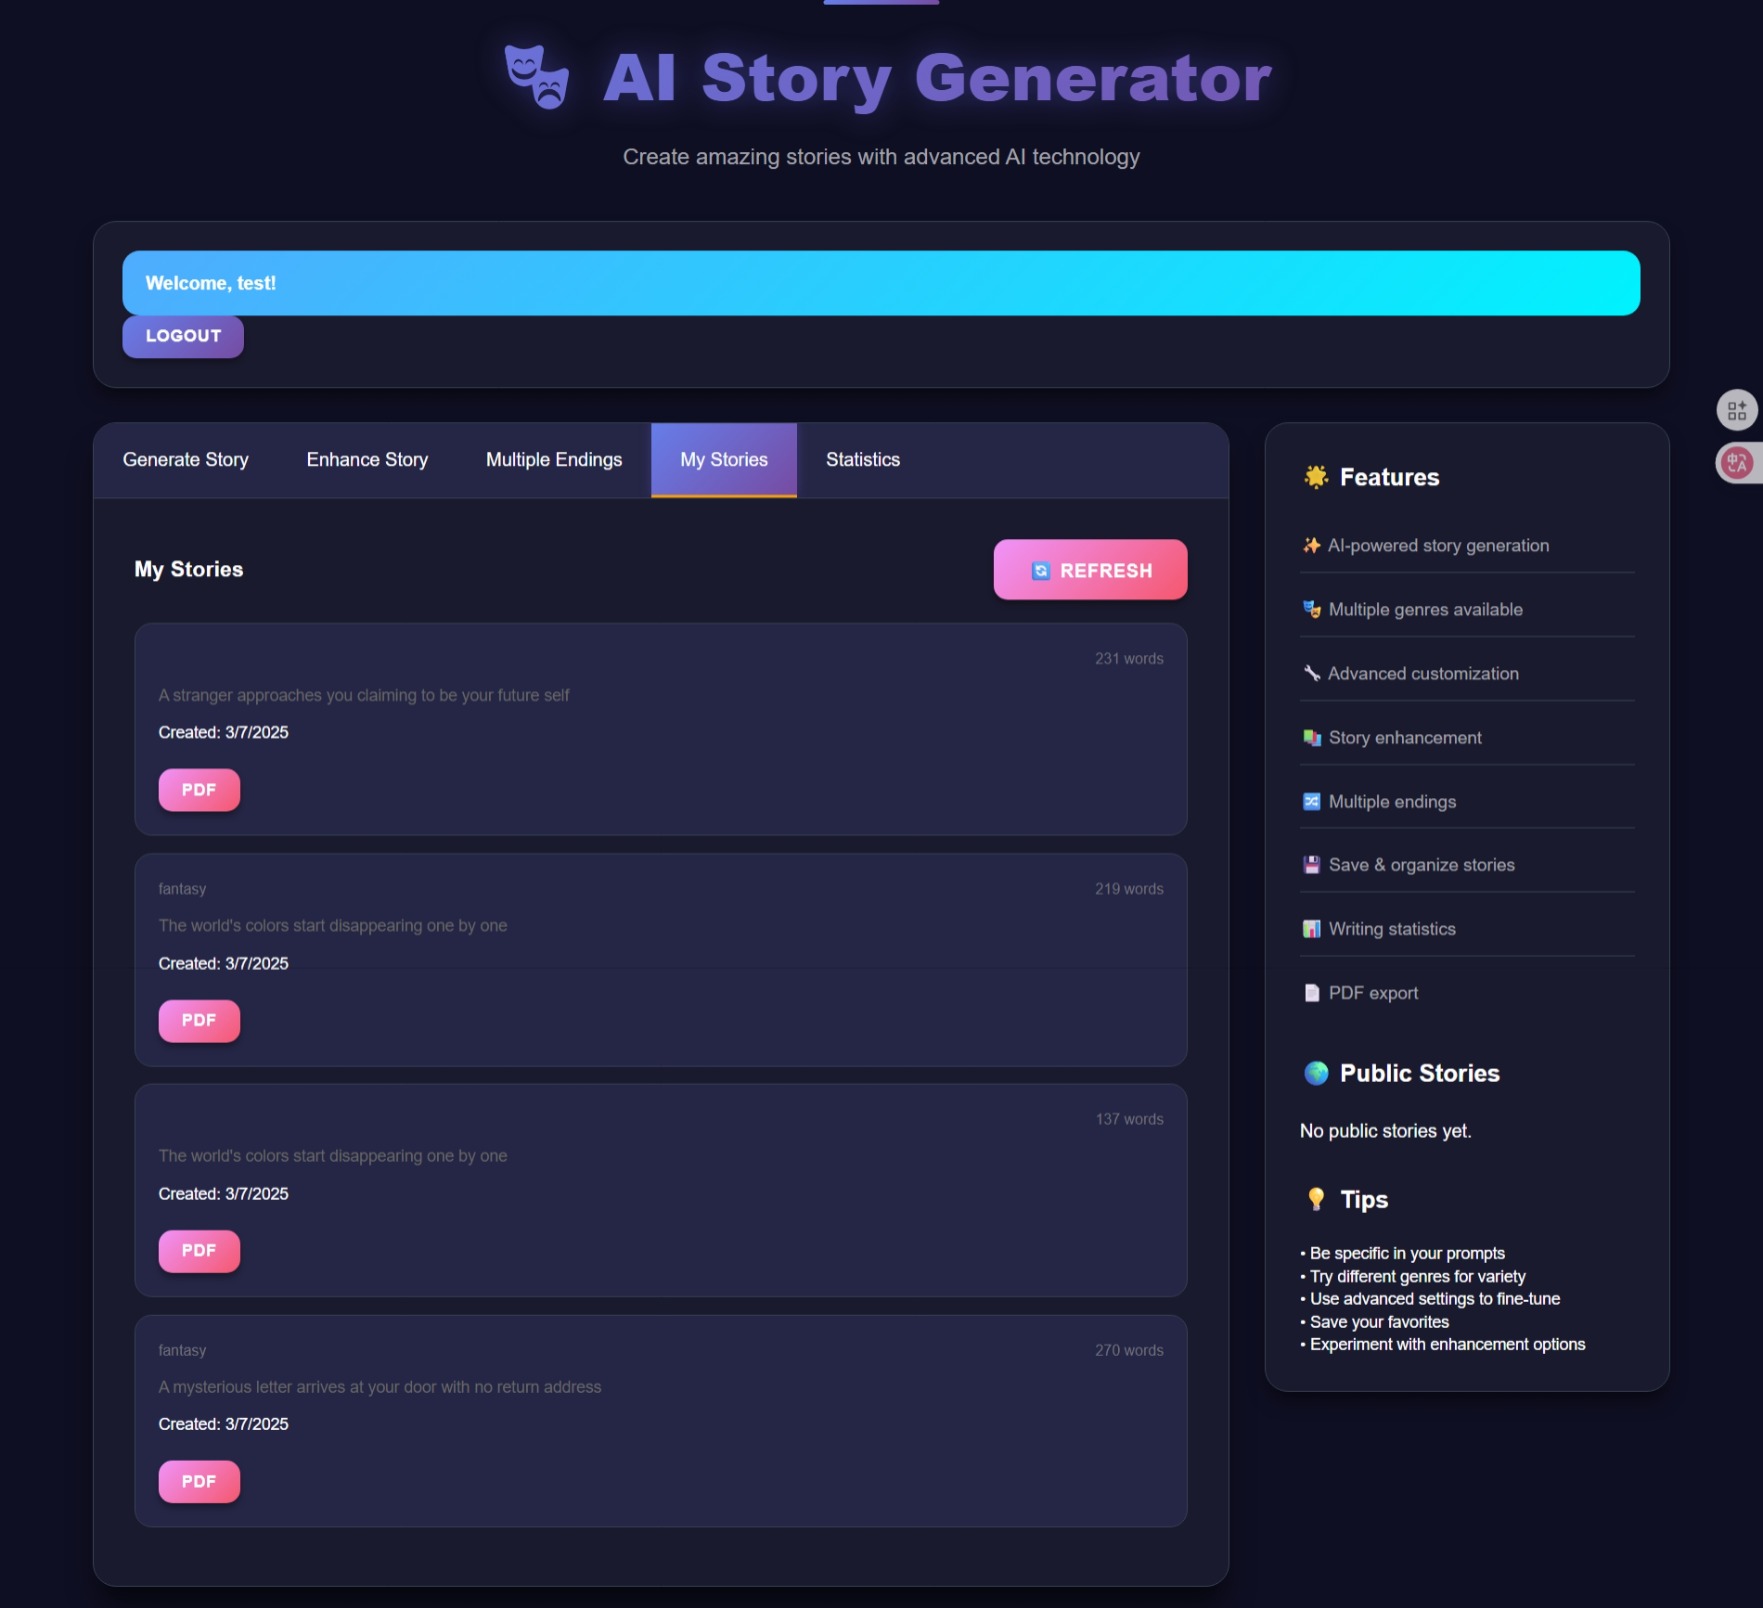 AI Story Generator
Create amazing stories with advanced AI technology
Welcome, test!
LOGOUT
Generate Story
Enhance Story
Multiple Endings
My Stories
Statistics
My Stories
REFRESH
231 words
A stranger approaches you claiming to be your future self
Created: 3/7/2025
PDF
fantasy
219 words
The world's colors start disappearing one by one
Created: 3/7/2025
PDF
137 words
The world's colors start disappearing one by one
Created: 3/7/2025
PDF
fantasy
270 words
A mysterious letter arrives at your door with no return address
Created: 3/7/2025
PDF
Features
AI-powered story generation
Multiple genres available
Advanced customization
Story enhancement
Multiple endings
Save & organize stories
Writing statistics
PDF export
Public Stories
No public stories yet.
Tips
• Be specific in your prompts
• Try different genres for variety
• Use advanced settings to fine-tune
• Save your favorites
• Experiment with enhancement options
中A